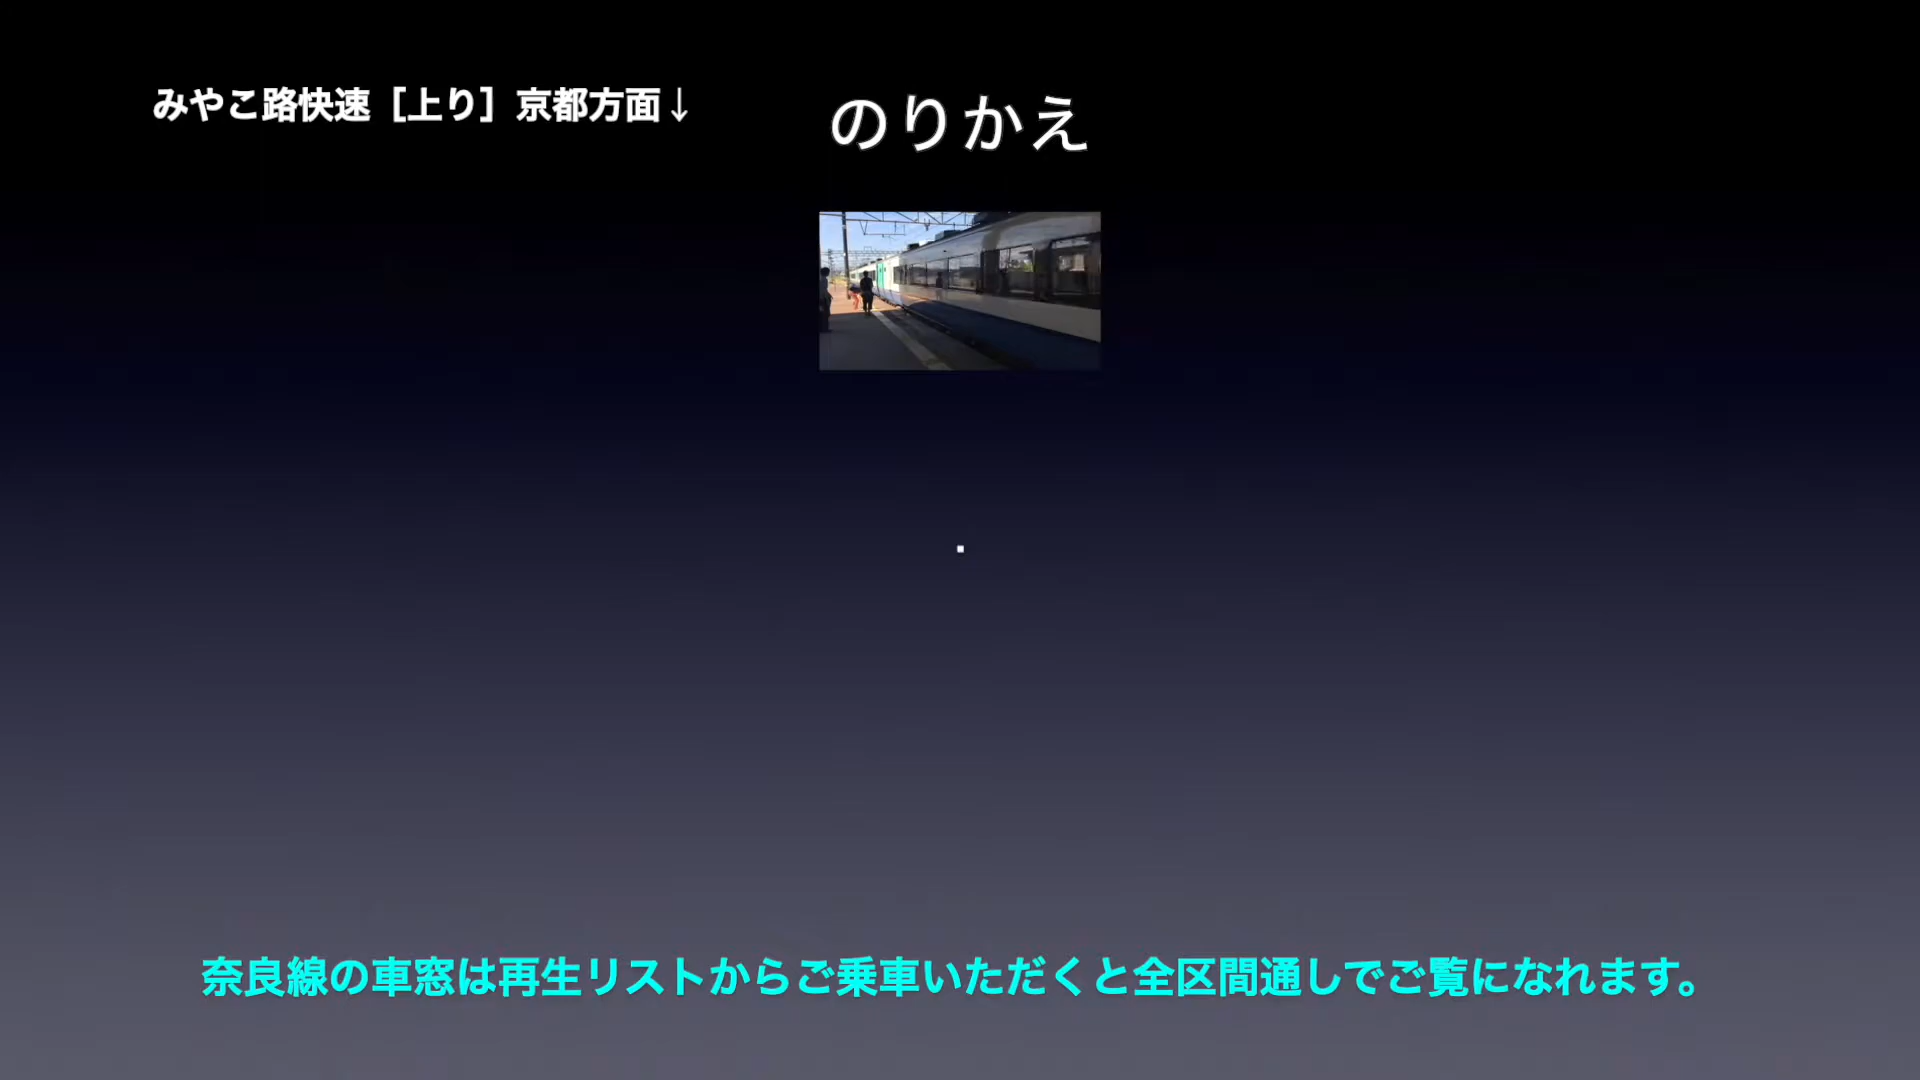 みやこ路快速［上り］京都方面↓
のりかえ
奈良線の車窓は再生リストからご乗車いただくと全区間通しでご覧になれます。